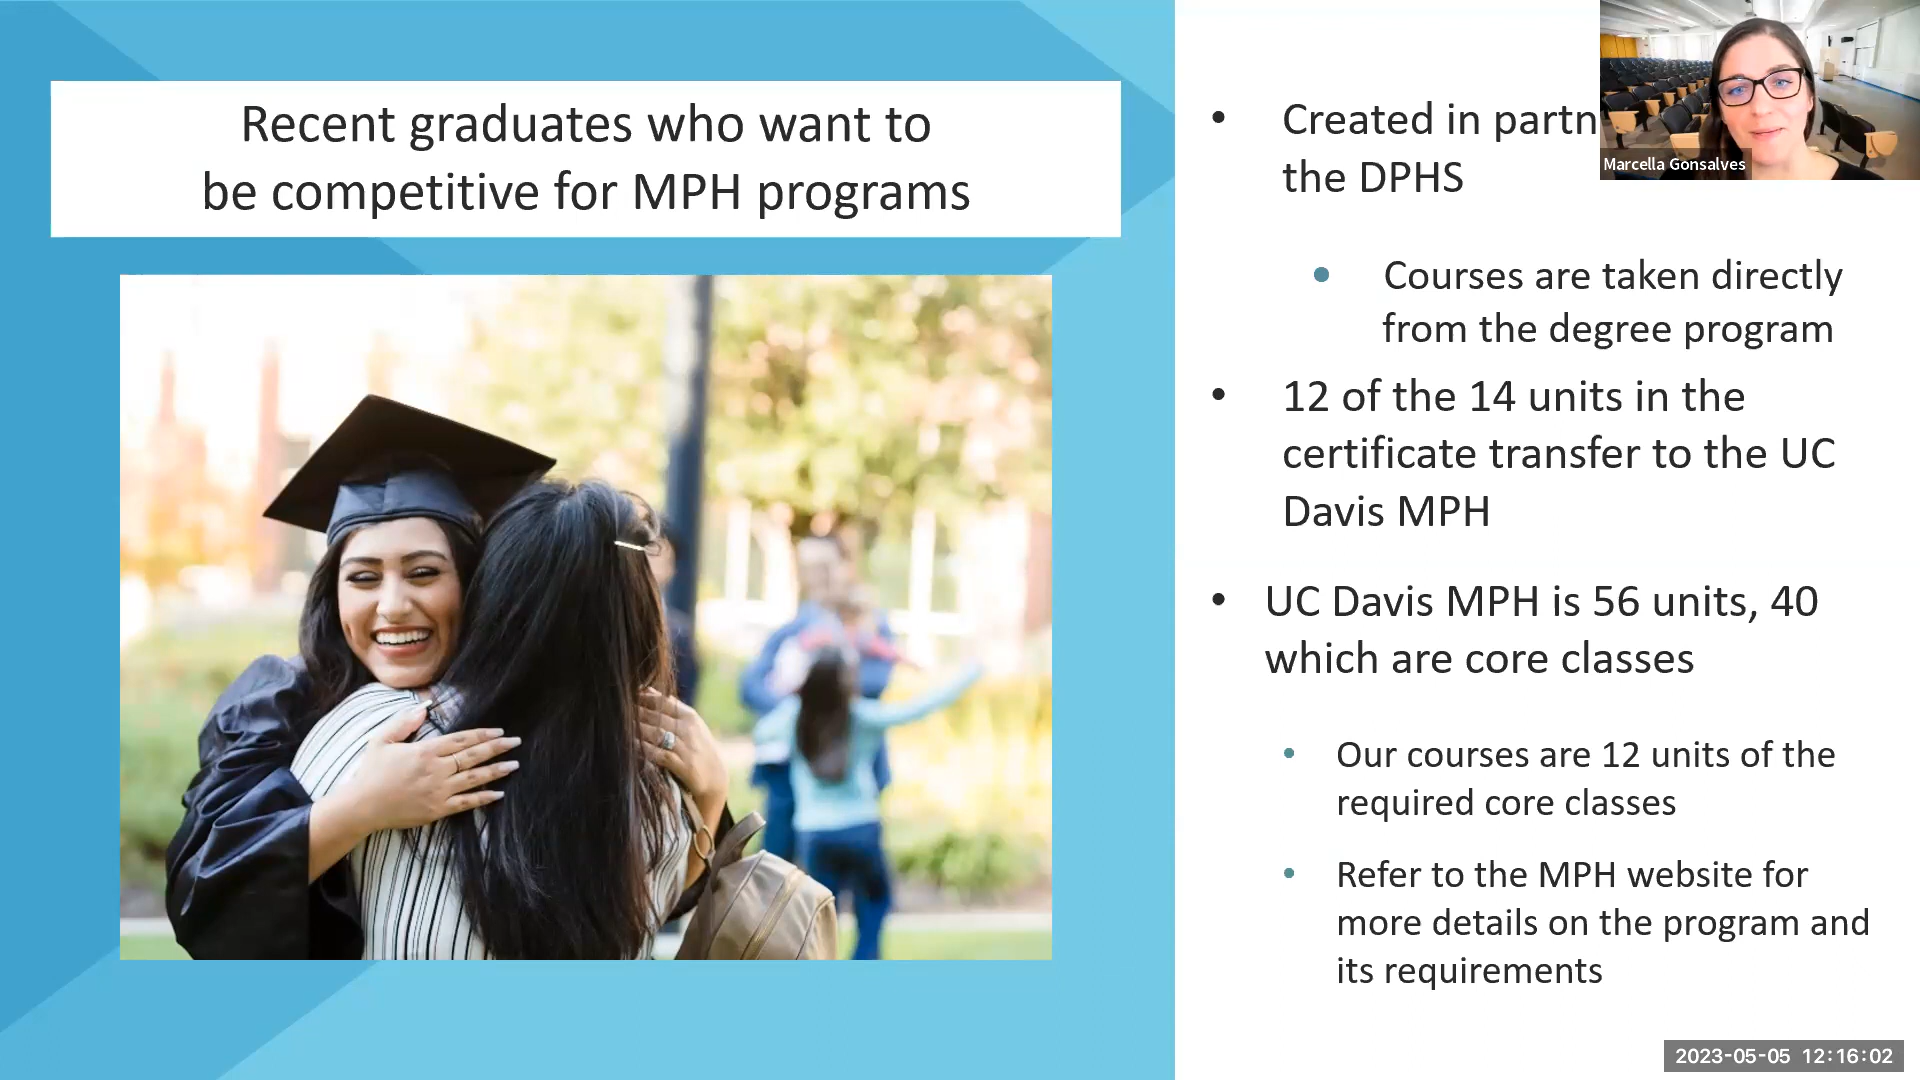 Recent graduates who want to
be competitive for MPH programs
• Created in partn
the DPHS
• Courses are taken directly
from the degree program
• 12 of the 14 units in the
certificate transfer to the UC
Davis MPH
• UC Davis MPH is 56 units, 40
which are core classes
• Our courses are 12 units of the
required core classes
• Refer to the MPH website for
more details on the program and
its requirements
Marcella Gonsalves
2023-05-05 12:16:02